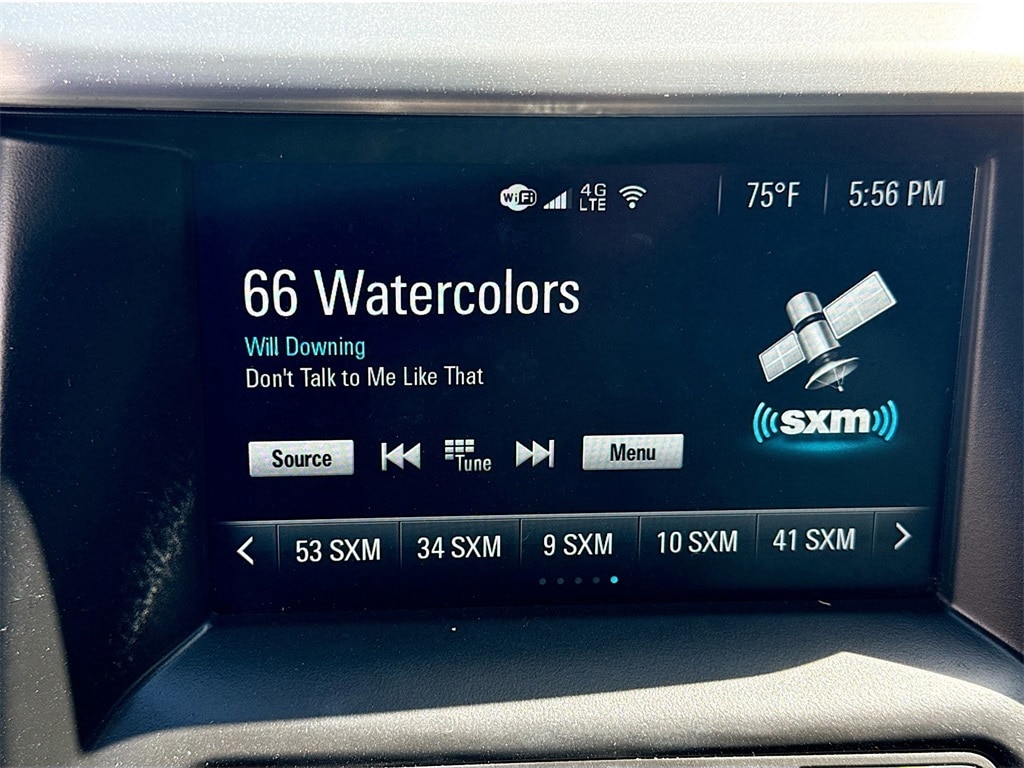 WiFi 4G LTE 75°F 5:56 PM
66 Watercolors
Will Downing
Don't Talk to Me Like That
((sxm))
Source Tune Menu
53 SXM 34 SXM 9 SXM 10 SXM 41 SXM